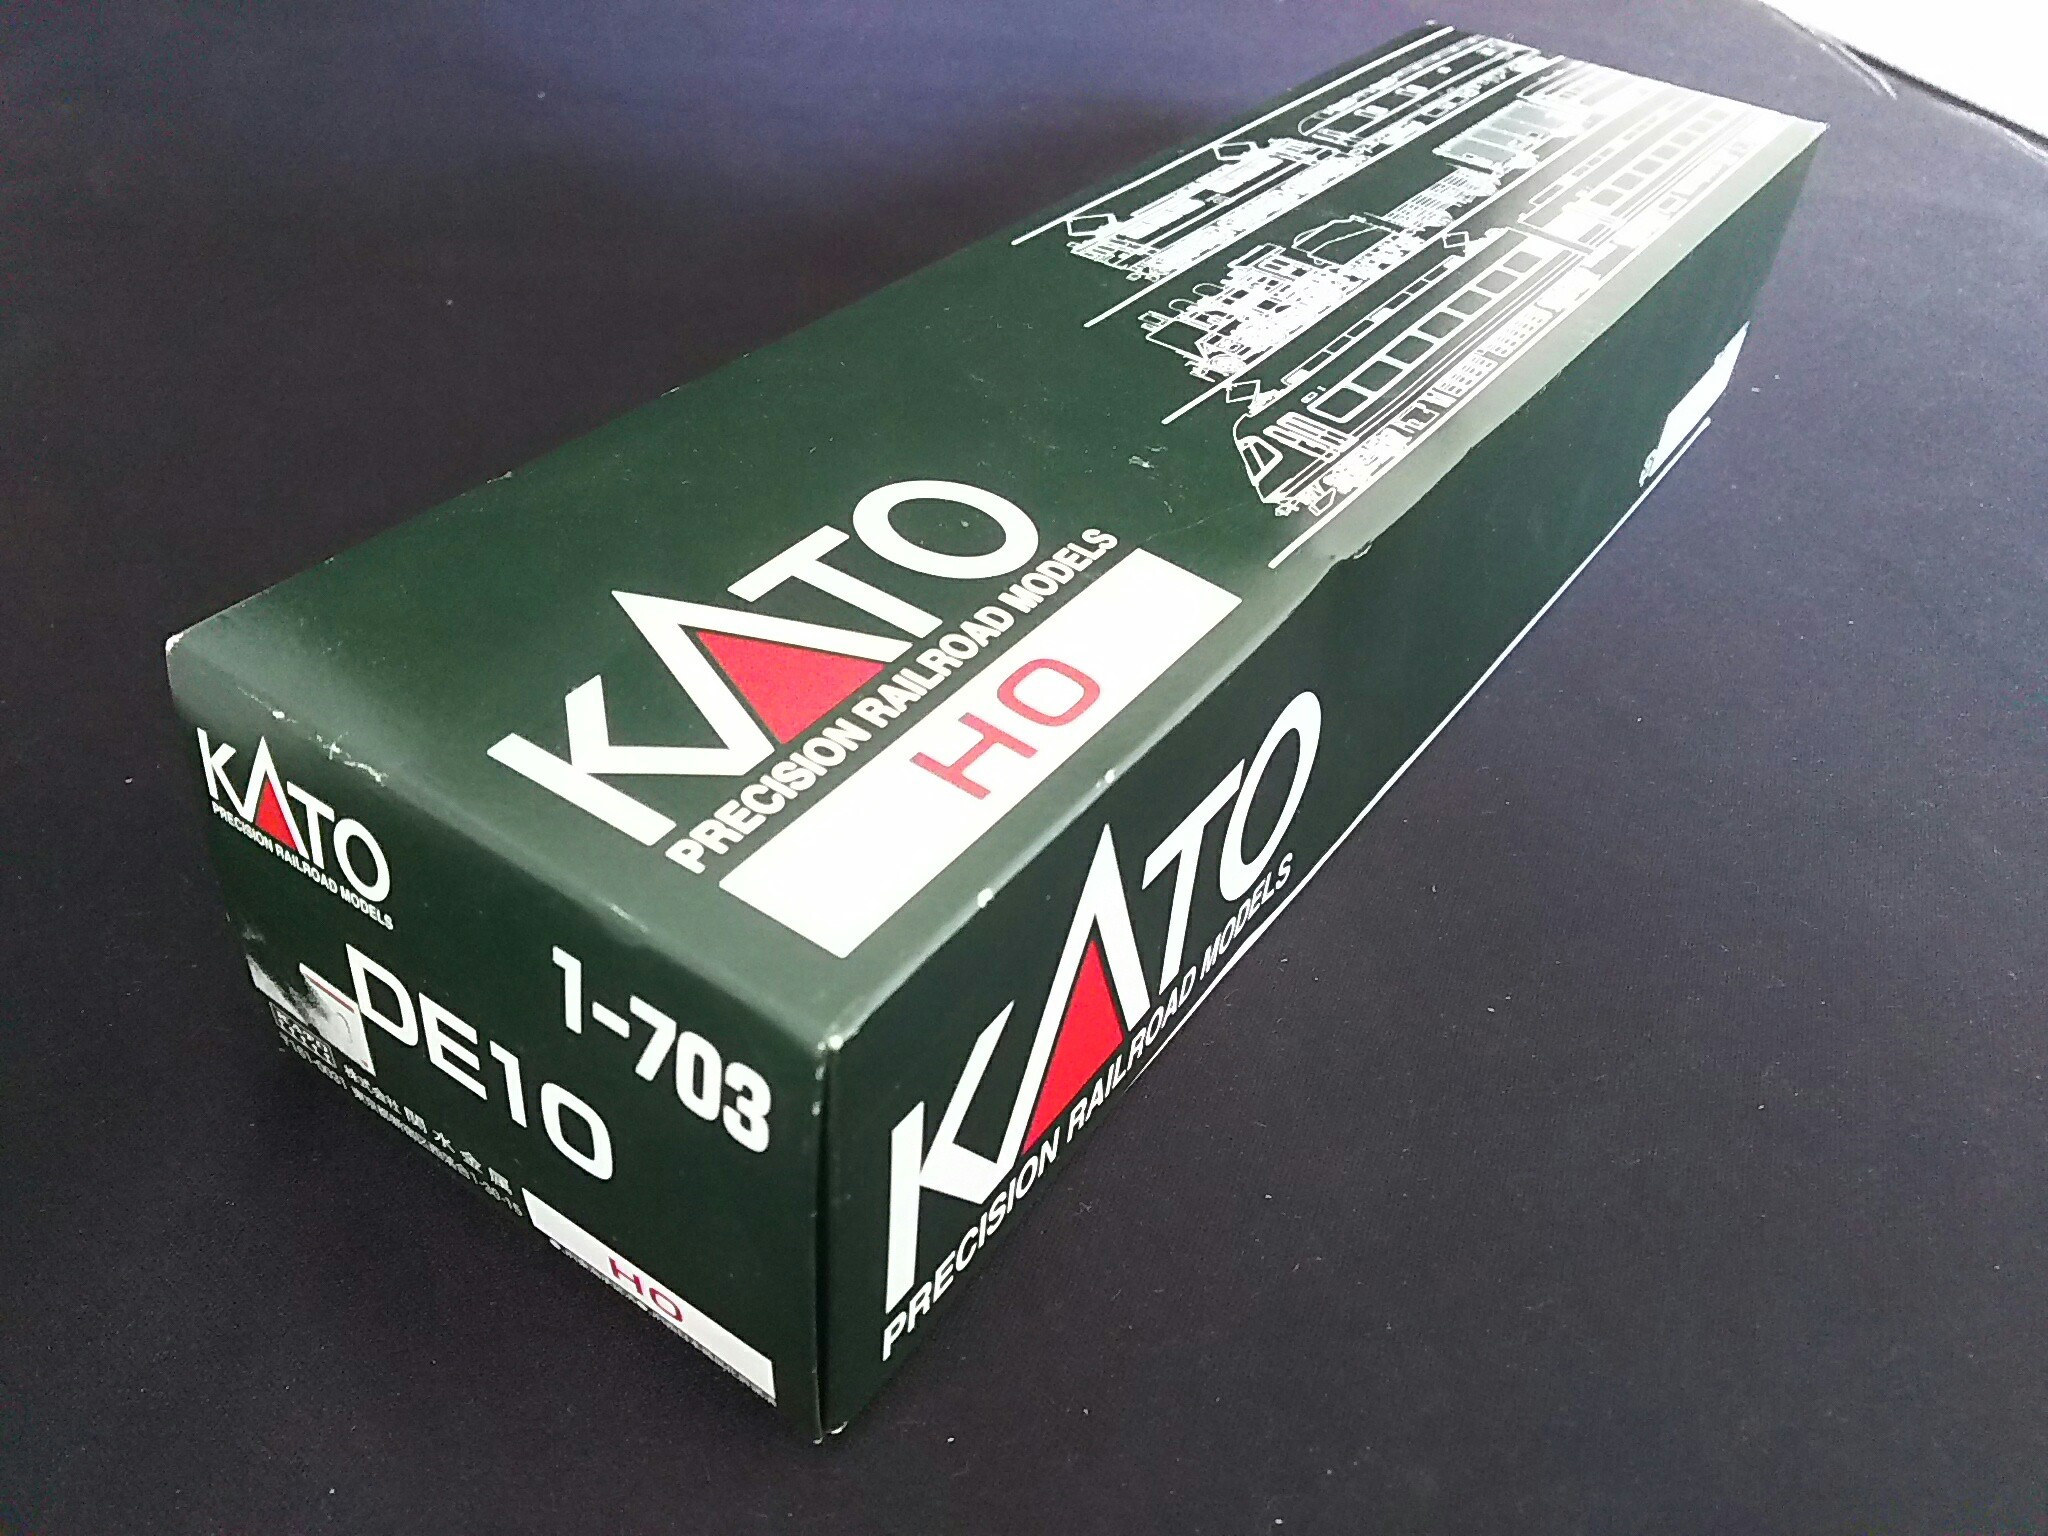 KATO
PRECISION RAILROAD MODELS
HO
KATO
PRECISION RAILROAD MODELS
1-703
DE10
株式会社 関水金属
HO
KATO
PRECISION RAILROAD MODELS